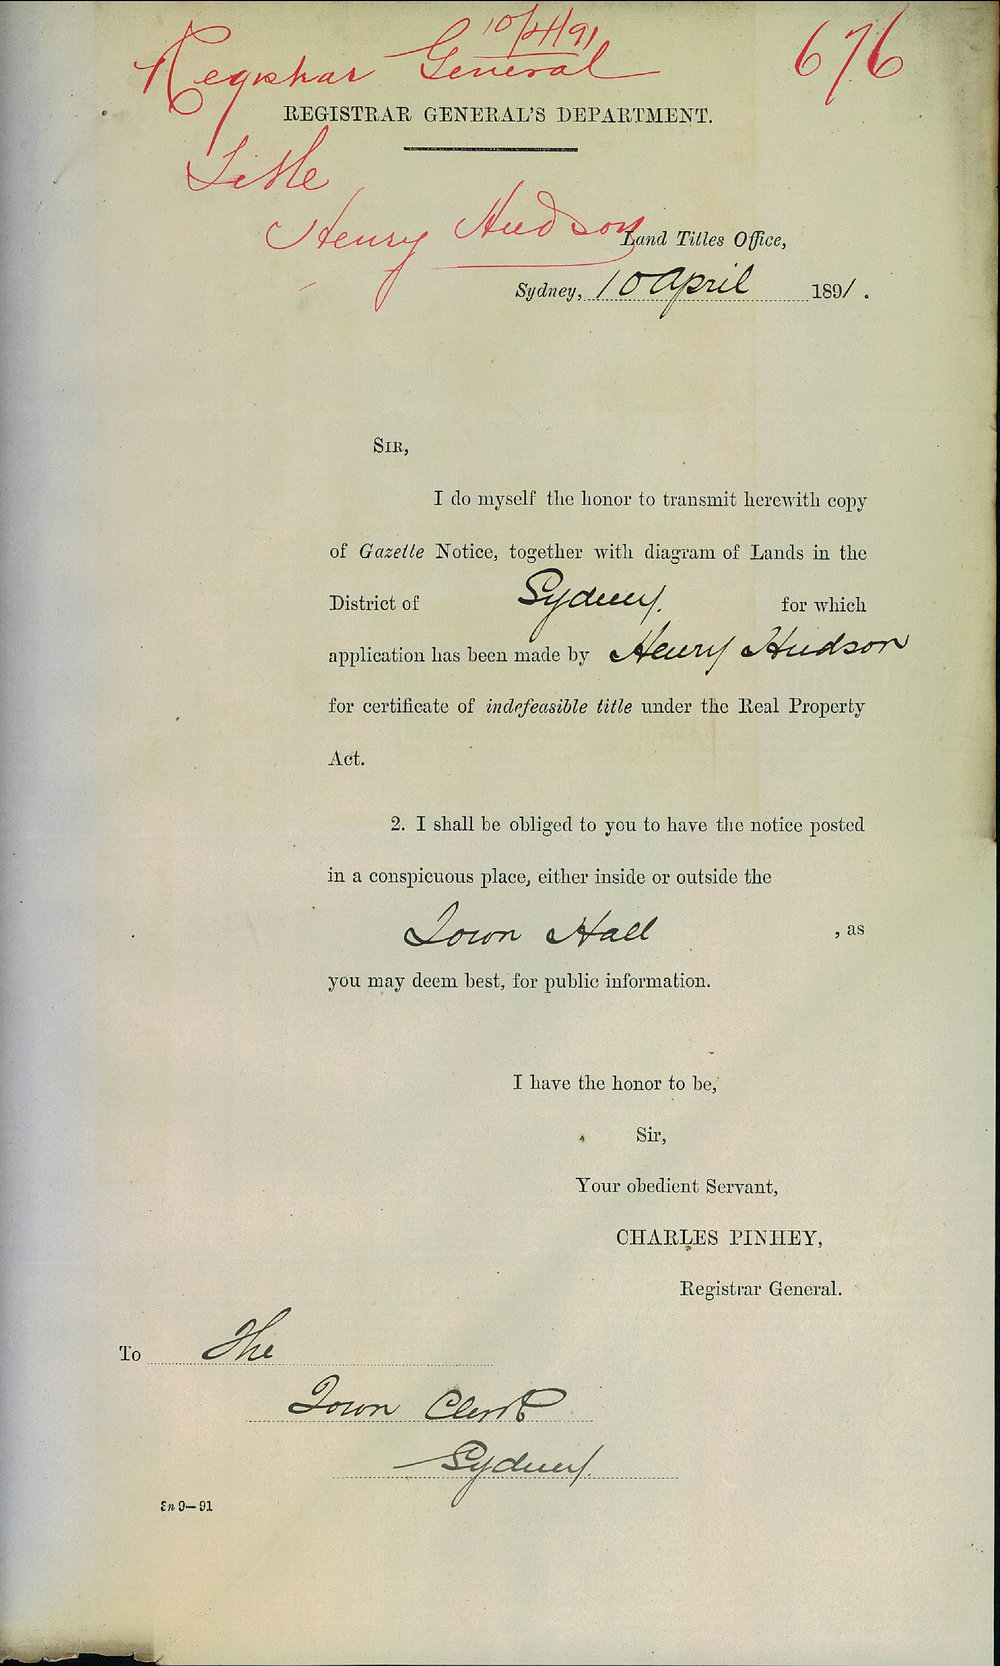 10/4/91
676
Registrar General
REGISTRAR GENERAL'S DEPARTMENT.
Title
Henry Hudson
Land Titles Office,
Sydney, 10 April 1891.
SIR,
I do myself the honor to transmit herewith copy
of Gazette Notice, together with diagram of Lands in the
District of Sydney. for which
application has been made by Henry Hudson
for certificate of indefeasible title under the Real Property
Act.
2. I shall be obliged to you to have the notice posted
in a conspicuous place, either inside or outside the
Town Hall , as
you may deem best, for public information.
I have the honor to be,
Sir,
Your obedient Servant,
CHARLES PINHEY,
Registrar General.
To The
Town Clerk
Sydney.
9—91